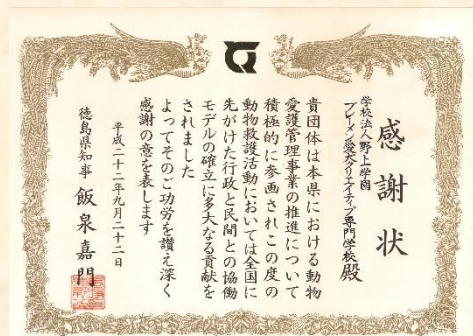 感謝状
学校法人野上学園
ブレーメン愛犬クリエイティブ専門学校殿
貴団体は本県における動物
愛護管理事業の推進について
積極的に参画されこの度の
動物救護活動においては全国に
先がけた行政と民間との協働
モデルの確立に多大なる貢献を
されました
よってそのご功労を讃え深く
感謝の意を表します
平成二十二年九月二十二日
徳島県知事 飯泉嘉門